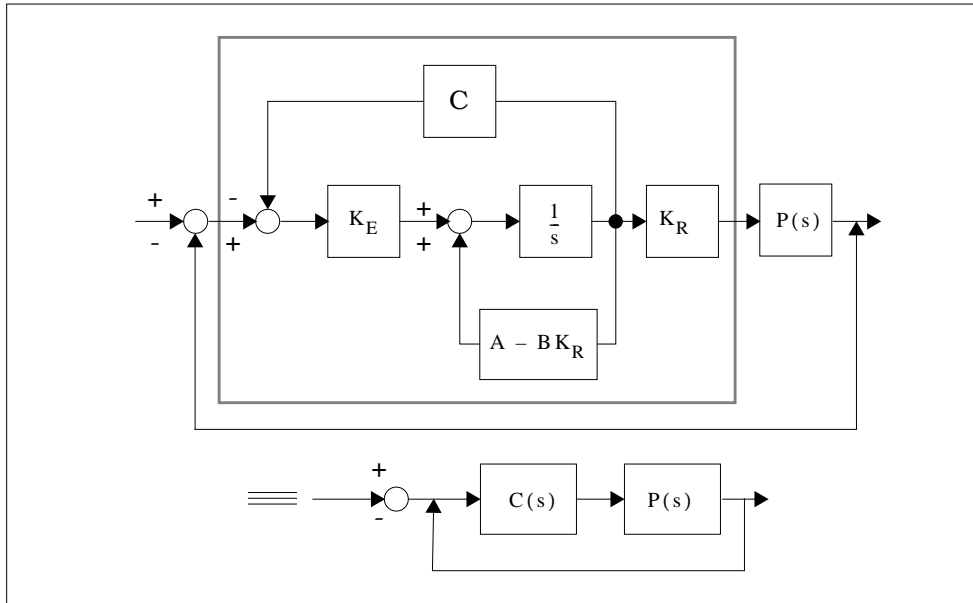 C
+ - + +
K_E
1/s
K_R
P(s)
- + +
A – BK_R
+
-
C(s)
P(s)